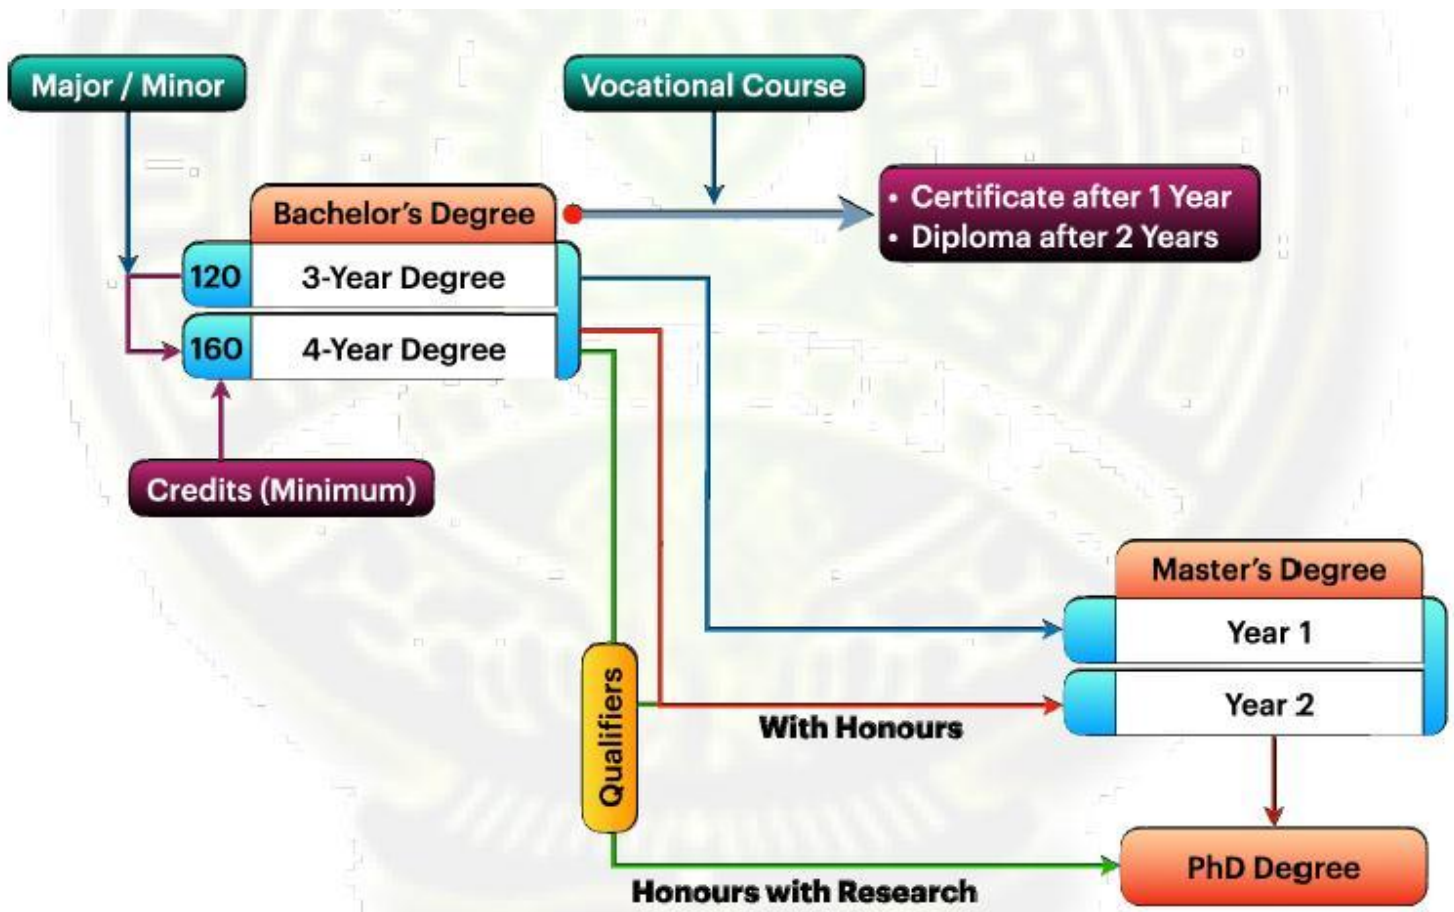 Major / Minor
Vocational Course
Bachelor's Degree
• Certificate after 1 Year
• Diploma after 2 Years
120
3-Year Degree
160
4-Year Degree
Credits (Minimum)
Master's Degree
Year 1
Year 2
Qualifiers
With Honours
PhD Degree
Honours with Research